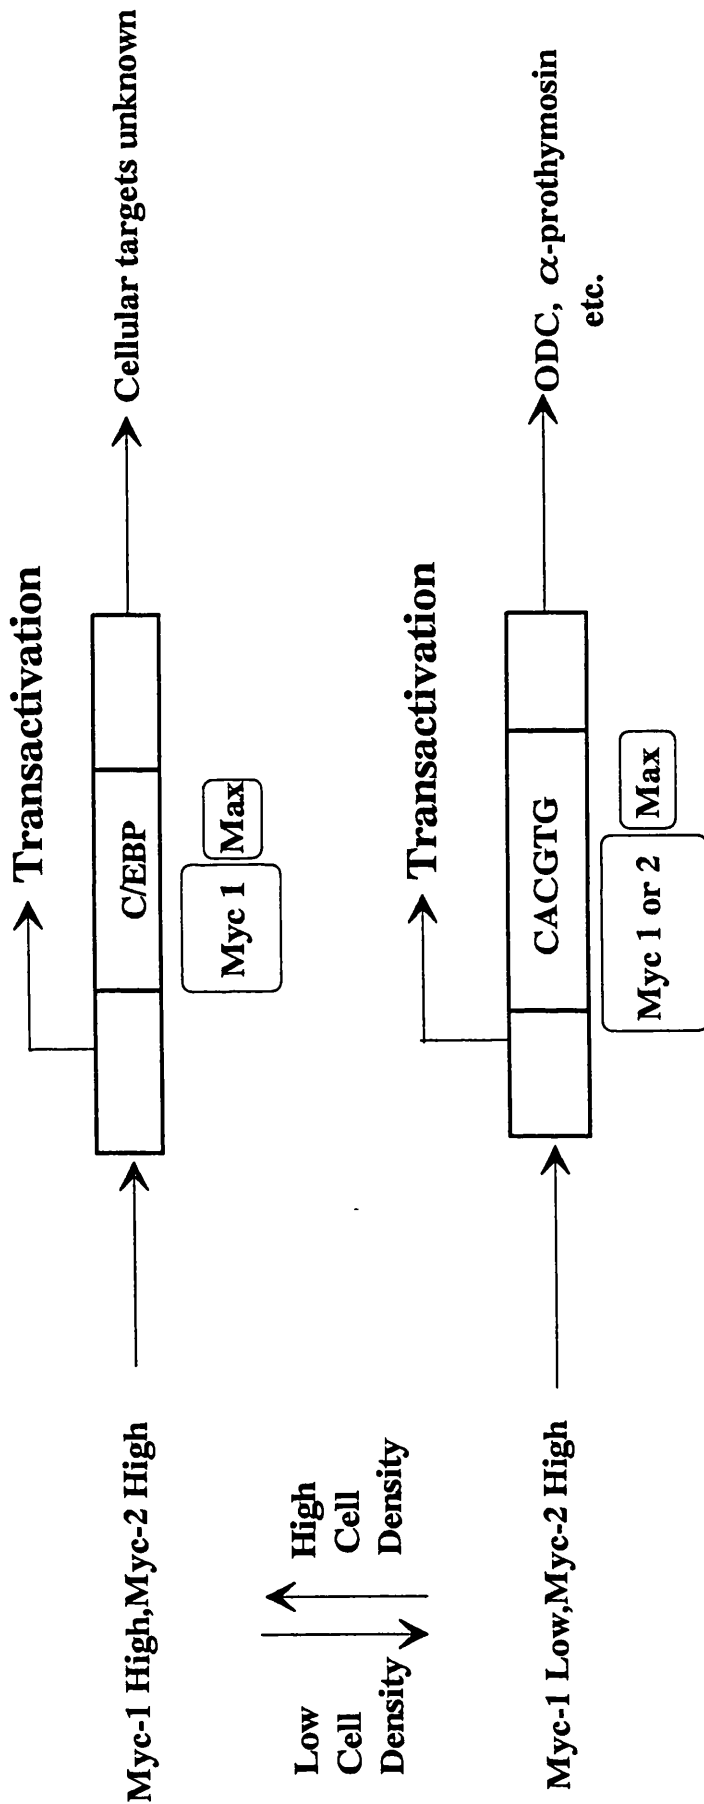 Myc-1 High,Myc-2 High
Transactivation
C/EBP
Myc 1
Max
Cellular targets unknown
Low
Cell
Density
High
Cell
Density
Myc-1 Low,Myc-2 High
Transactivation
CACGTG
Myc 1 or 2
Max
ODC, α-prothymosin
etc.